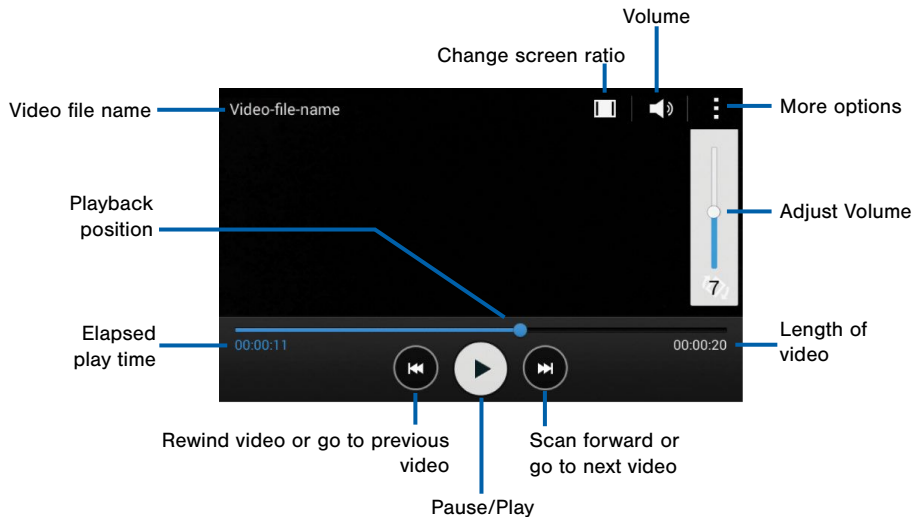 Volume
Change screen ratio
Video file name
Video-file-name
More options
Playback
position
Adjust Volume
7
Elapsed
play time
00:00:11
00:00:20
Length of
video
Rewind video or go to previous
video
Scan forward or
go to next video
Pause/Play